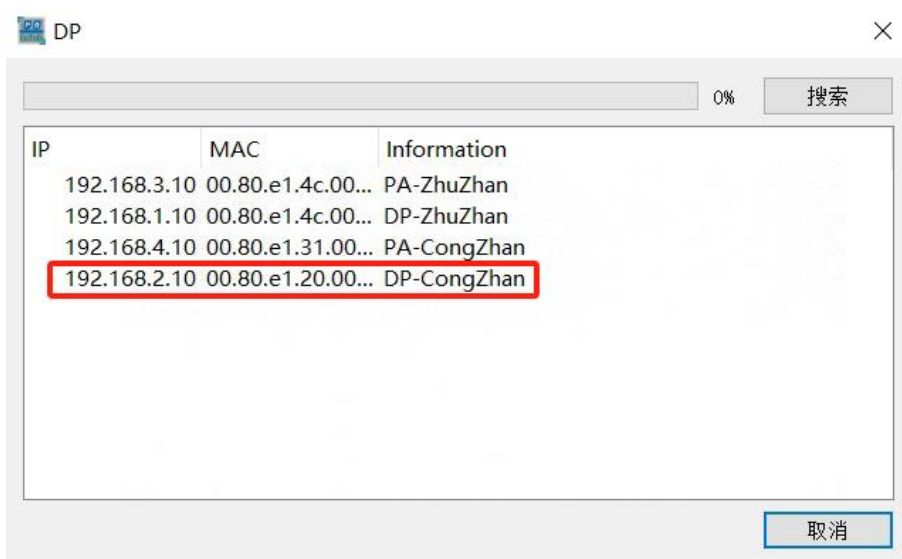 DP
0% 搜索
IP MAC Information
192.168.3.10 00.80.e1.4c.00... PA-ZhuZhan
192.168.1.10 00.80.e1.4c.00... DP-ZhuZhan
192.168.4.10 00.80.e1.31.00... PA-CongZhan
192.168.2.10 00.80.e1.20.00... DP-CongZhan
取消